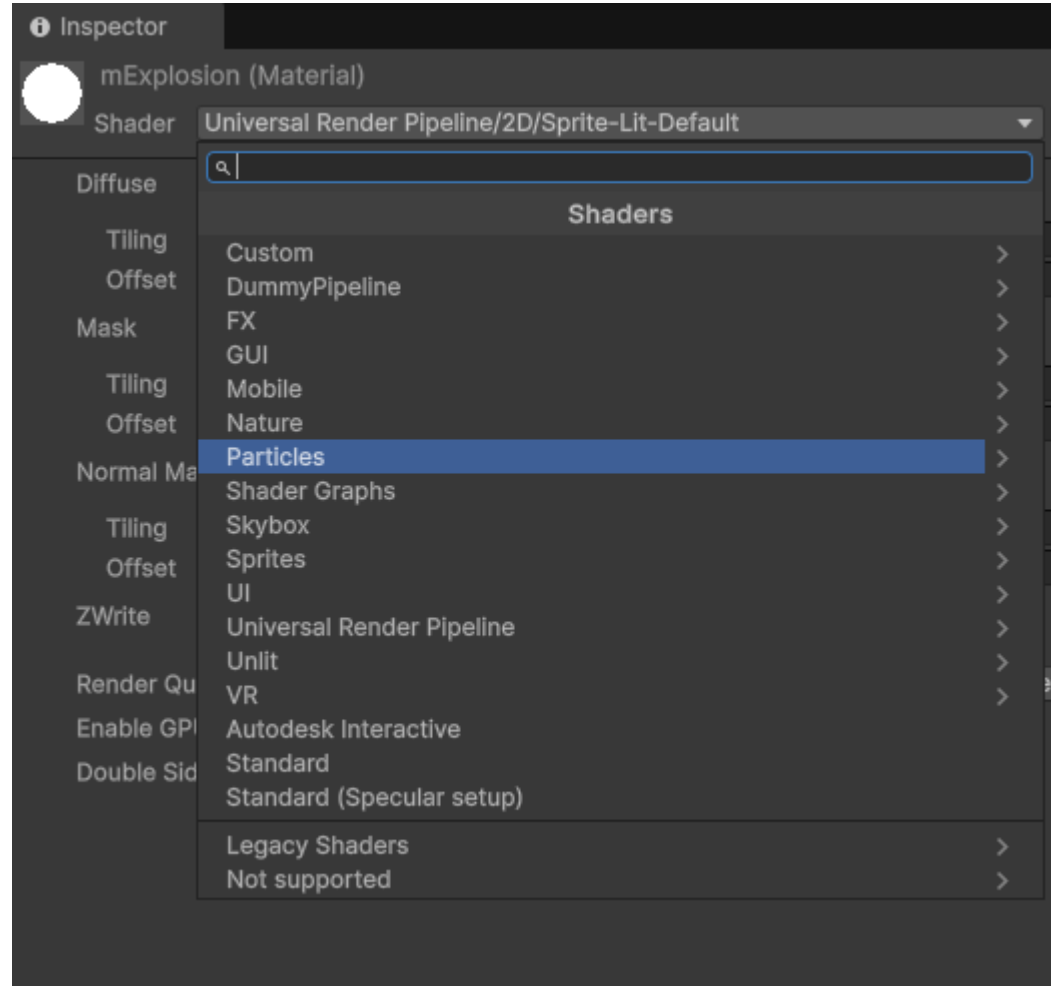 Inspector
mExplosion (Material)
Shader Universal Render Pipeline/2D/Sprite-Lit-Default
Diffuse
Shaders
Tiling
Custom
Offset
DummyPipeline
Mask
FX
GUI
Tiling
Mobile
Offset
Nature
Normal Ma
Particles
Shader Graphs
Tiling
Skybox
Offset
Sprites
ZWrite
UI
Universal Render Pipeline
Unlit
Render Qu
VR
Enable GP
Autodesk Interactive
Double Sid
Standard
Standard (Specular setup)
Legacy Shaders
Not supported